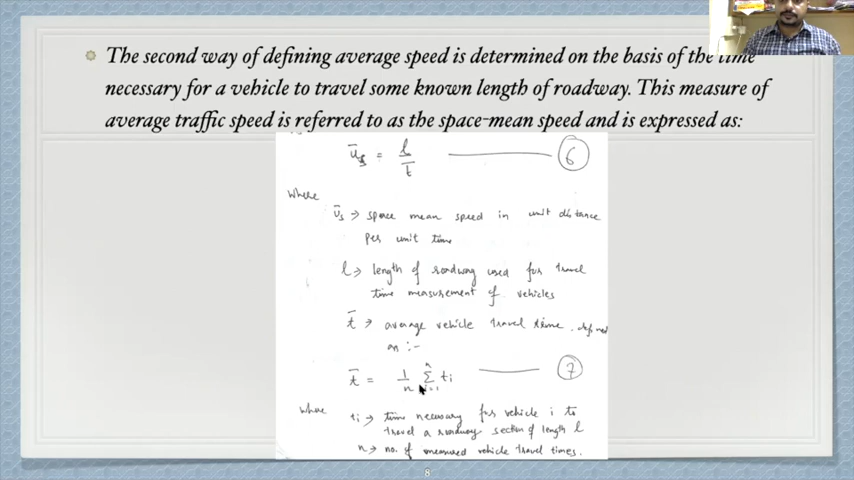 The second way of defining average speed is determined on the basis of the time
necessary for a vehicle to travel some known length of roadway. This measure of
average traffic speed is referred to as the space-mean speed and is expressed as:
ūs = l / t̄ ——— 6
Where
ūs → space mean speed in unit distance
per unit time
l → length of roadway used for travel
time measurement of vehicles
t̄ → average vehicle travel time, defined
as :-
t̄ = 1/n Σ i=1 n ti ——— 7
where ti → time necessary for vehicle i to
travel a roadway section of length l
n → no. of measured vehicle travel times.
8